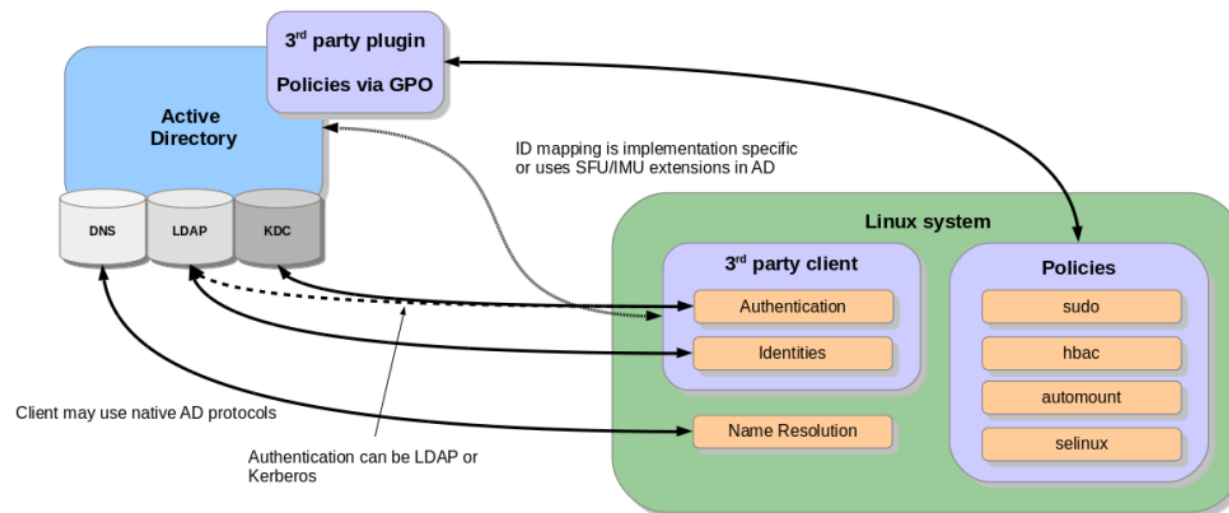 3rd party plugin
Policies via GPO
Active
Directory
ID mapping is implementation specific
or uses SFU/IMU extensions in AD
DNS
LDAP
KDC
Linux system
3rd party client
Policies
Authentication
sudo
Identities
hbac
automount
Client may use native AD protocols
Name Resolution
selinux
Authentication can be LDAP or
Kerberos